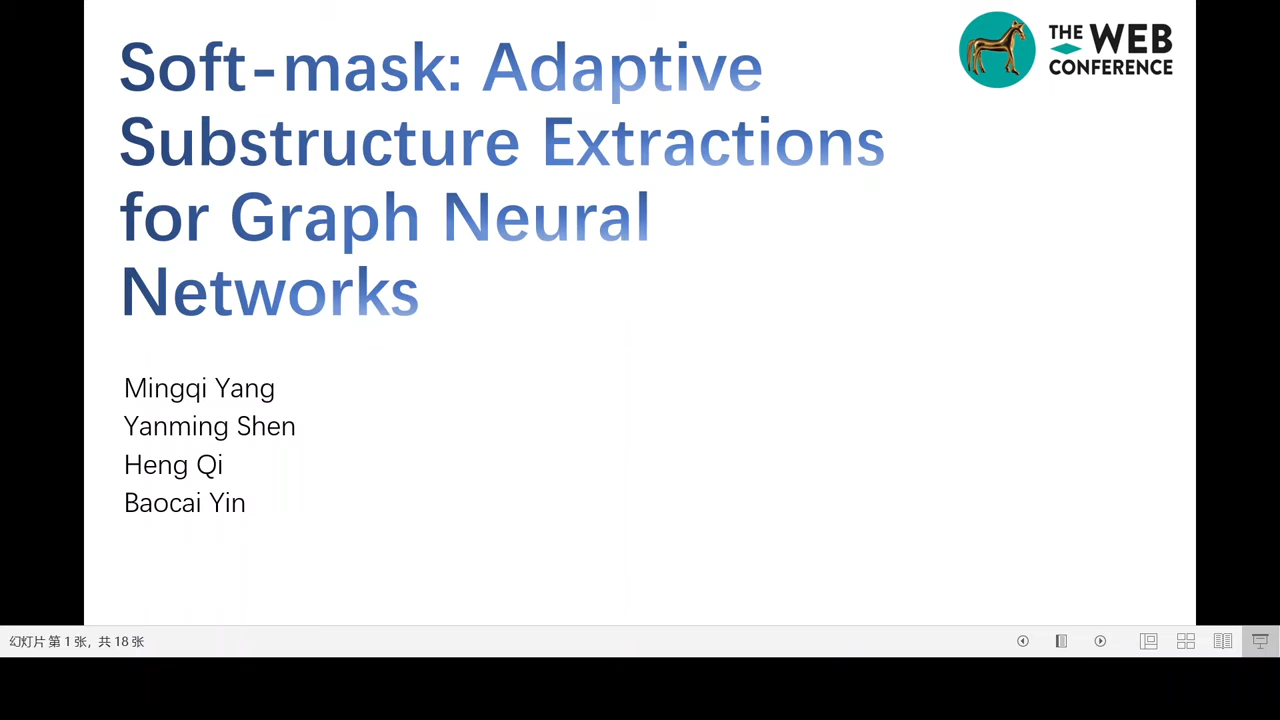 Soft-mask: Adaptive
Substructure Extractions
for Graph Neural
Networks
THE WEB
CONFERENCE
Mingqi Yang
Yanming Shen
Heng Qi
Baocai Yin
幻灯片 第 1 张，共 18 张